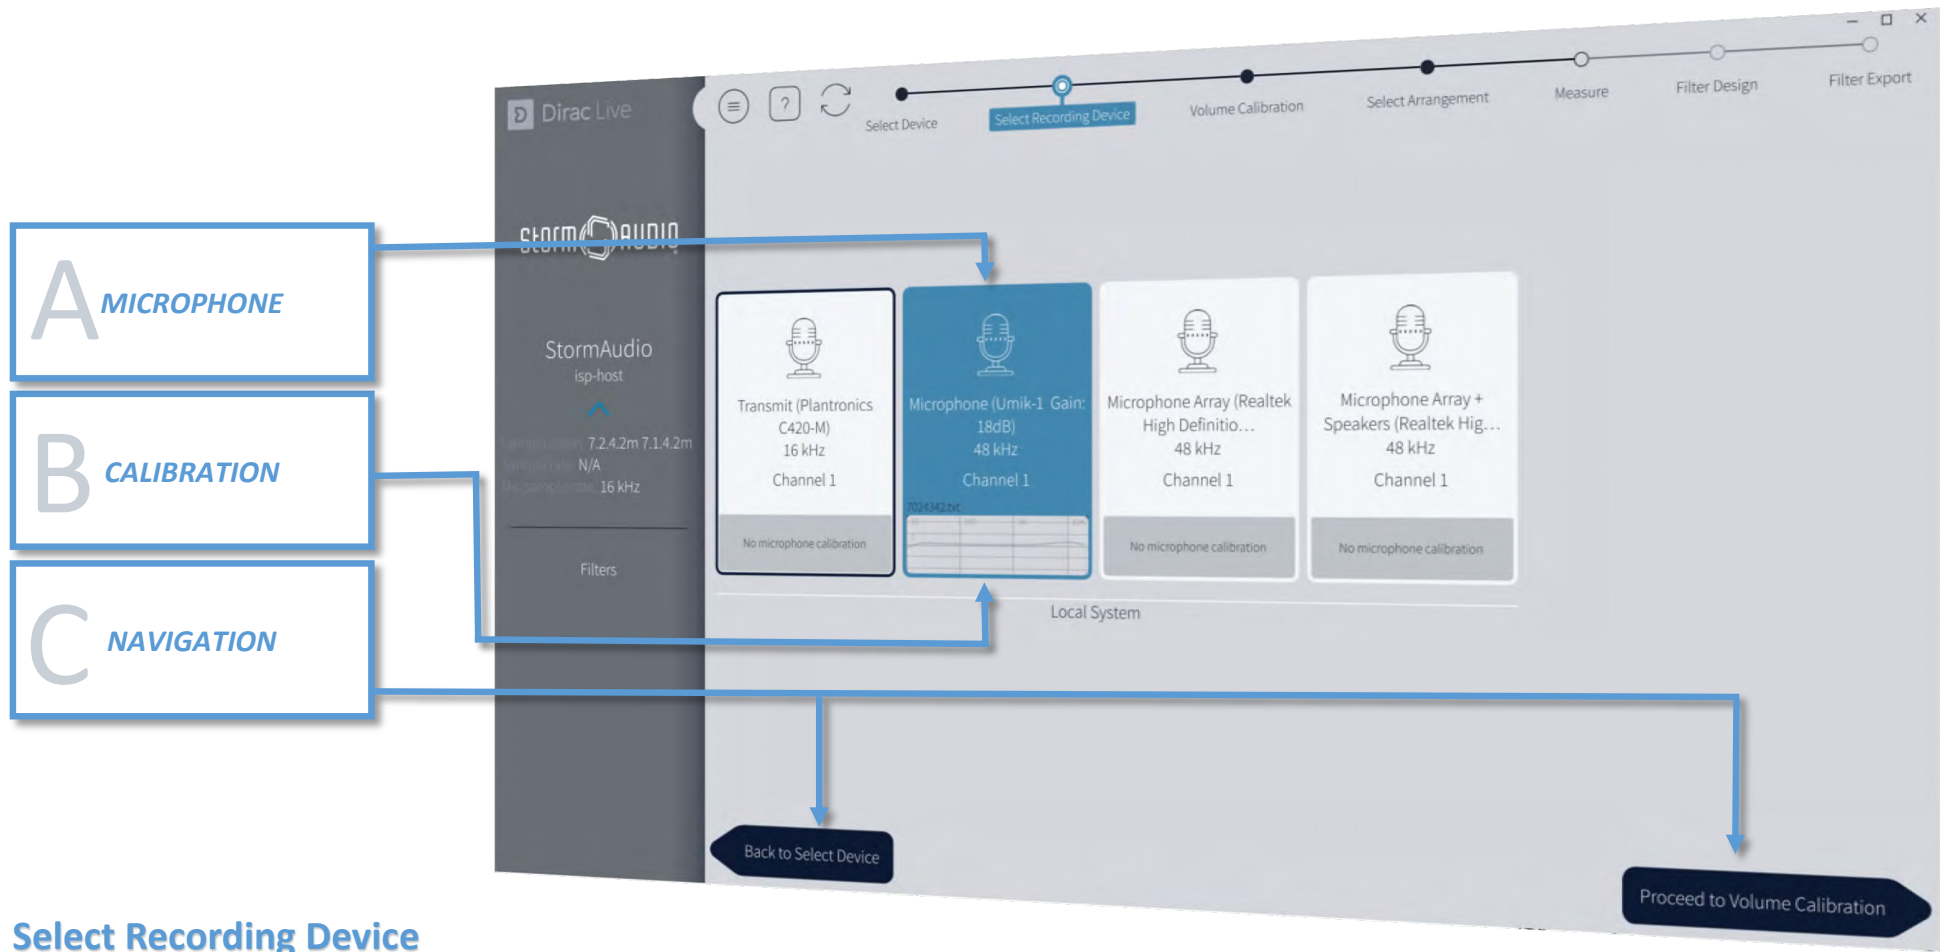 Dirac Live
Select Device
Select Recording Device
Volume Calibration
Select Arrangement
Measure
Filter Design
Filter Export
StormAUDIO
A MICROPHONE
B CALIBRATION
C NAVIGATION
StormAudio
isp-host
7.2.4.2m 7.1.4.2m
N/A
16 kHz
Filters
Transmit (Plantronics
C420-M)
16 kHz
Channel 1
No microphone calibration
Microphone (Umik-1 Gain:
18dB)
48 kHz
Channel 1
7024342.txt
Microphone Array (Realtek
High Definitio...
48 kHz
Channel 1
No microphone calibration
Microphone Array +
Speakers (Realtek Hig...
48 kHz
Channel 1
No microphone calibration
Local System
Back to Select Device
Proceed to Volume Calibration
Select Recording Device